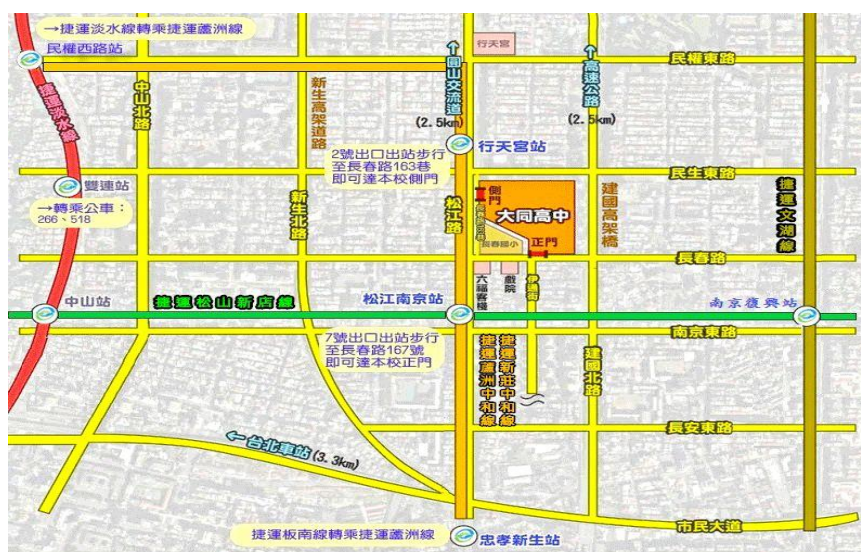 →捷運淡水線轉乘捷運蘆洲線
民權西路站
行天宮
民權東路
捷運淡水線
中山北路
新生高架道路
↑圓山交流道
(2.5km)
↑高速公路
(2.5km)
2號出口出站步行
至長春路163巷
即可達本校側門
行天宮站
民生東路
雙連站
→轉乘公車：
266、518
新生北路
松江路
側門
大同高中
長春國小
正門
建國高架橋
捷運文湖線
長春路
六福客棧
戲院
伊通街
中山站
捷運松山新店線
松江南京站
南京復興站
南京東路
7號出口出站步行
至長春路167號
即可達本校正門
捷運蘆洲中和線
捷運新莊中和線
建國北路
長安東路
←台北車站(3.3km)
市民大道
捷運板南線轉乘捷運蘆洲線
忠孝新生站